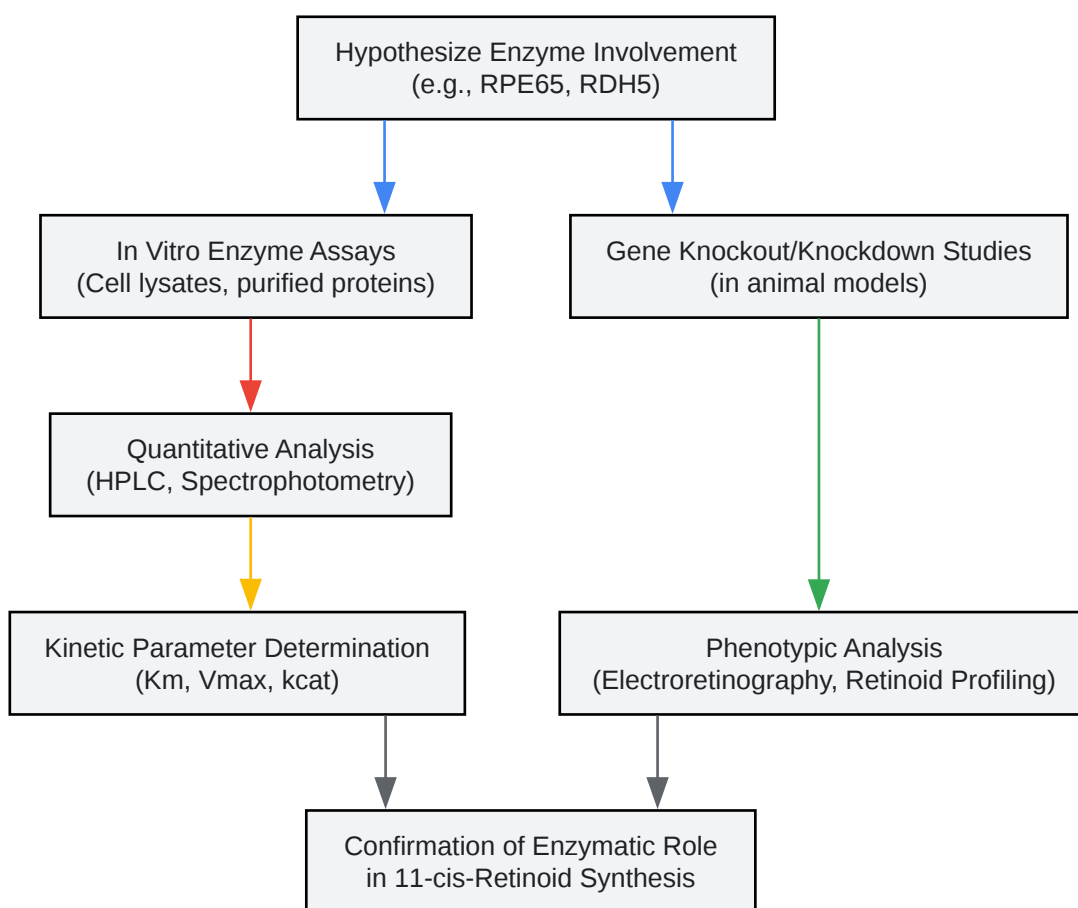 Hypothesize Enzyme Involvement
(e.g., RPE65, RDH5)
In Vitro Enzyme Assays
(Cell lysates, purified proteins)
Gene Knockout/Knockdown Studies
(in animal models)
Quantitative Analysis
(HPLC, Spectrophotometry)
Kinetic Parameter Determination
(Km, Vmax, kcat)
Phenotypic Analysis
(Electroretinography, Retinoid Profiling)
Confirmation of Enzymatic Role
in 11-cis-Retinoid Synthesis